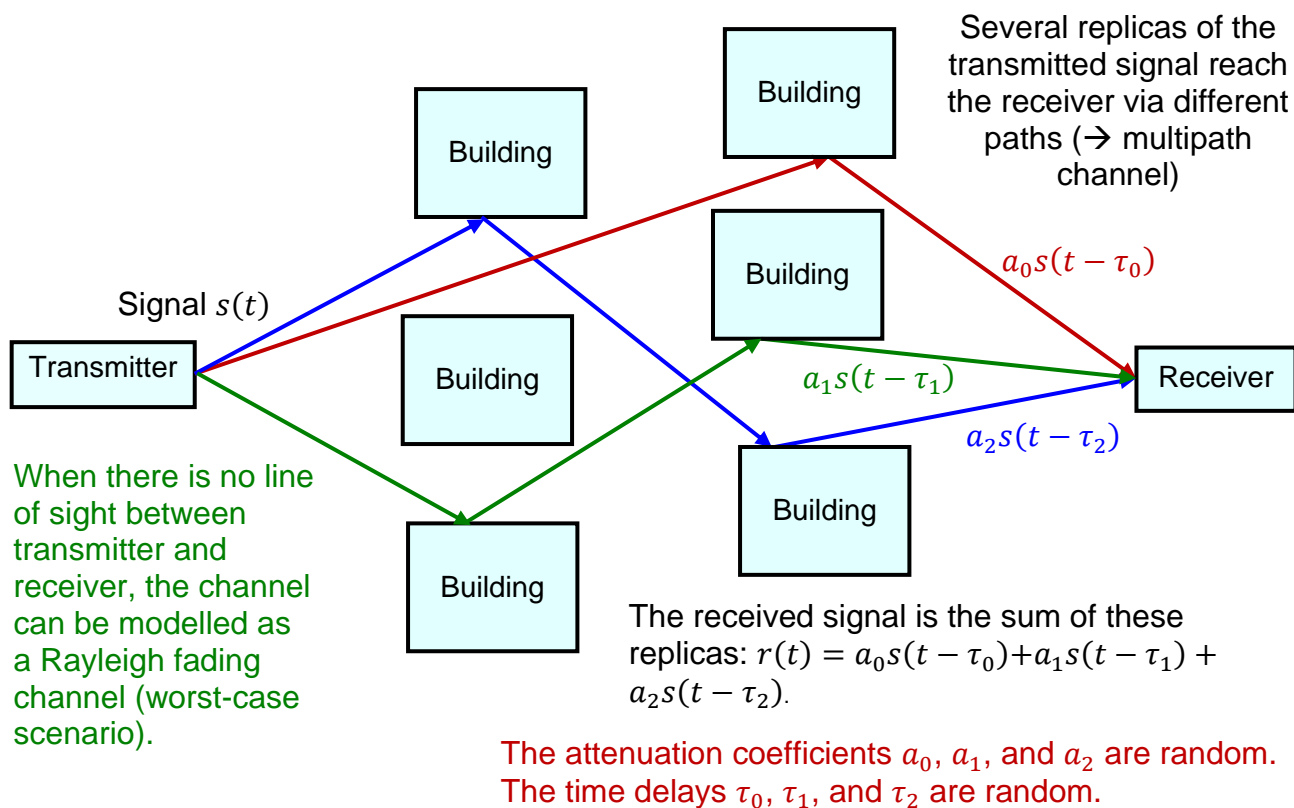 Several replicas of the
transmitted signal reach
the receiver via different
paths (→ multipath
channel)
Building
Building
Building
a₀s(t − τ₀)
Signal s(t)
Transmitter
Building
a₁s(t − τ₁)
Receiver
a₂s(t − τ₂)
Building
Building
When there is no line
of sight between
transmitter and
receiver, the channel
can be modelled as
a Rayleigh fading
channel (worst-case
scenario).
The received signal is the sum of these
replicas: r(t) = a₀s(t − τ₀)+a₁s(t − τ₁) +
a₂s(t − τ₂).
The attenuation coefficients a₀, a₁, and a₂ are random.
The time delays τ₀, τ₁, and τ₂ are random.